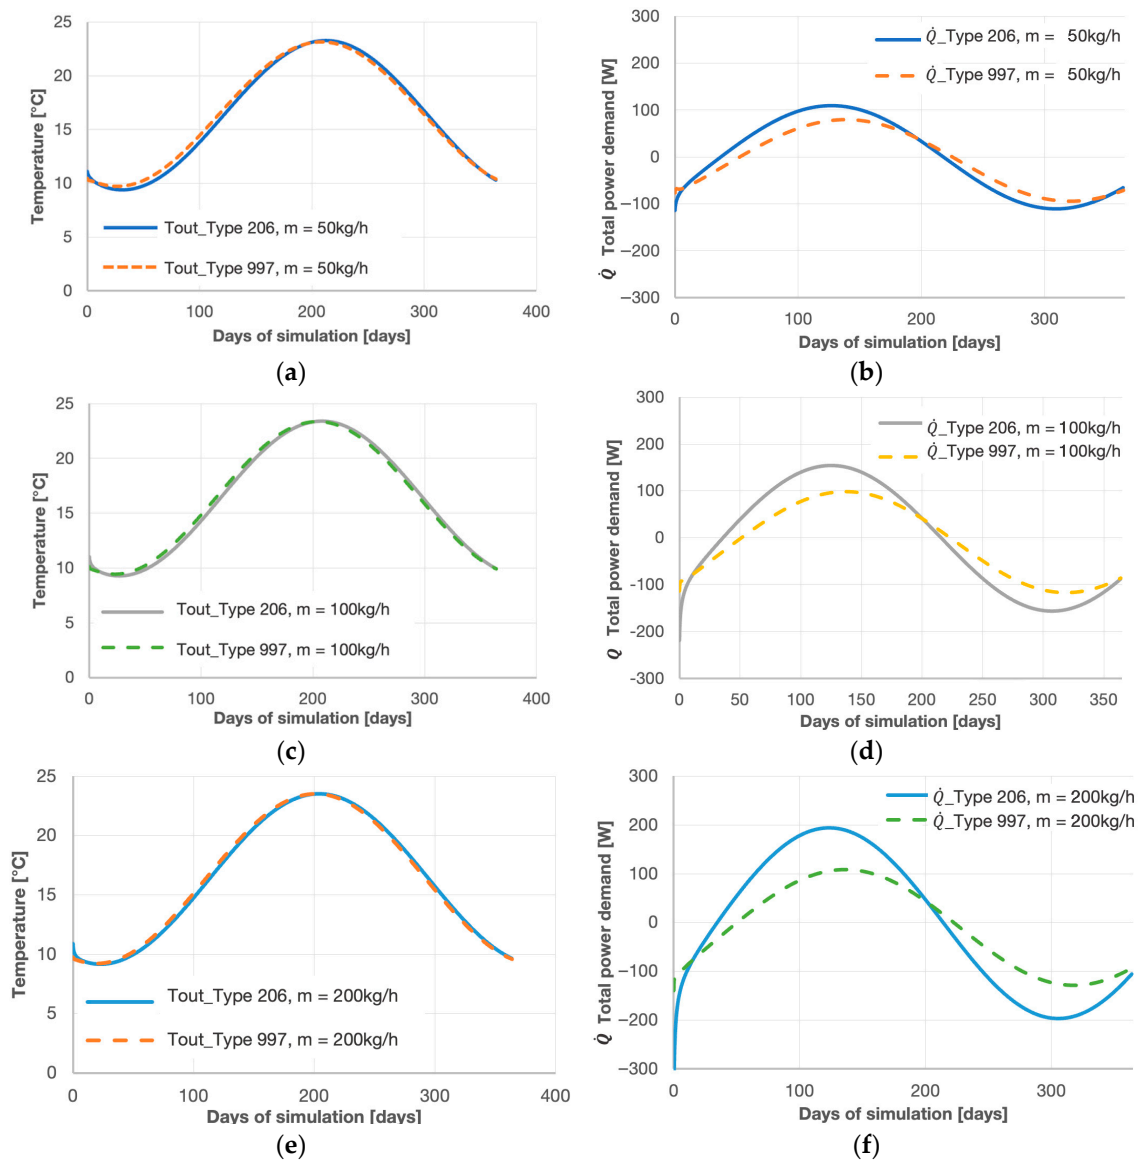 25
20
15
10
5
0
Temperature [°C]
Tout_Type 206, m = 50kg/h
Tout_Type 997, m = 50kg/h
0 100 200 300 400
Days of simulation [days]
(a)
300
200
100
0
−100
−200
−300
Q̇ Total power demand [W]
Q̇_Type 206, m = 50kg/h
Q̇_Type 997, m = 50kg/h
0 100 200 300
Days of simulation [days]
(b)
25
20
15
10
5
0
Temperature [°C]
Tout_Type 206, m = 100kg/h
Tout_Type 997, m = 100kg/h
0 100 200 300 400
Days of simulation [days]
(c)
300
200
100
0
-100
-200
-300
Q Total power demand [W]
Q̇_Type 206, m = 100kg/h
Q̇_Type 997, m = 100kg/h
0 50 100 150 200 250 300 350
Days of simulation [days]
(d)
25
20
15
10
5
0
Temperature [°C]
Tout_Type 206, m = 200kg/h
Tout_Type 997, m = 200kg/h
0 100 200 300 400
Days of simulation [days]
(e)
300
200
100
0
−100
−200
−300
Q̇ Total power demand [W]
Q̇_Type 206, m = 200kg/h
Q̇_Type 997, m = 200kg/h
0 100 200 300
Days of simulation [days]
(f)